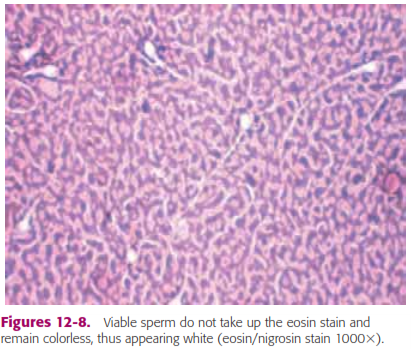 Figures 12-8. Viable sperm do not take up the eosin stain and
remain colorless, thus appearing white (eosin/nigrosin stain 1000×).